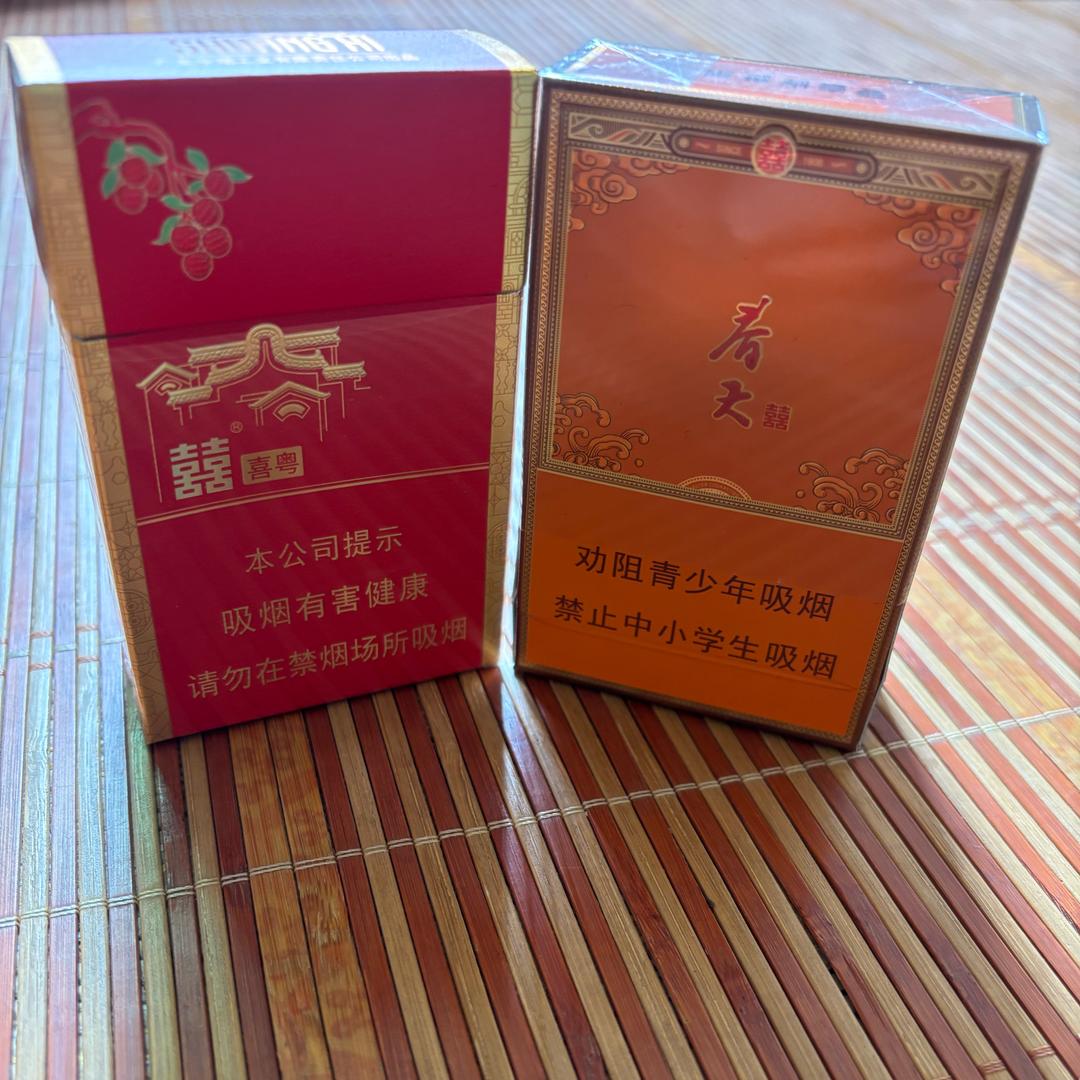 SHUANGXI
囍®
喜粤
本公司提示
吸烟有害健康
请勿在禁烟场所吸烟
囍
春
天
囍
劝阻青少年吸烟
禁止中小学生吸烟